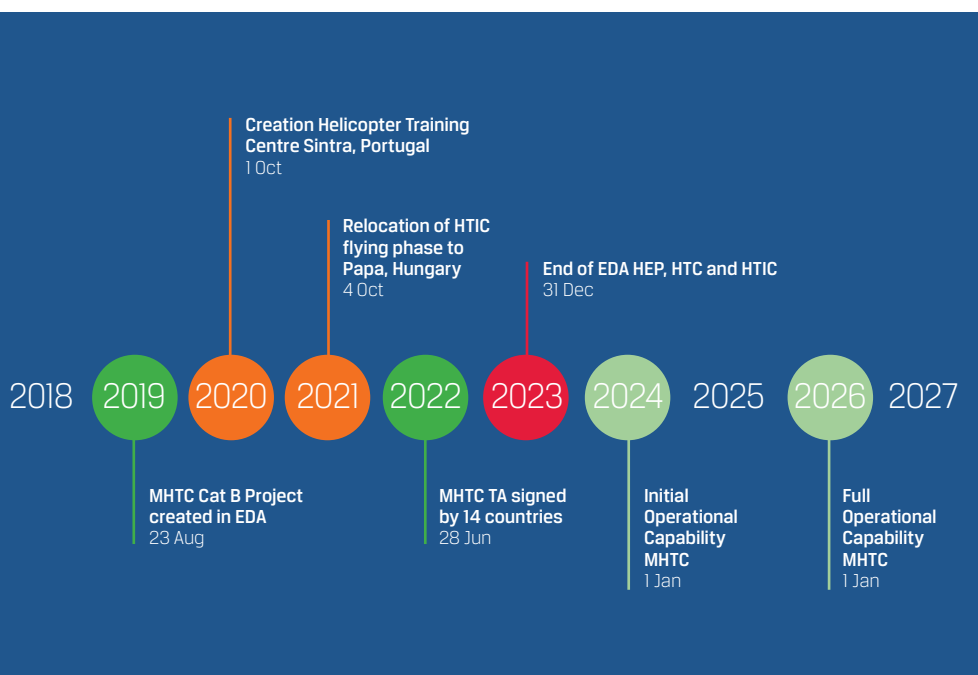 Creation Helicopter Training
Centre Sintra, Portugal
1 Oct
Relocation of HTIC
flying phase to
Papa, Hungary
4 Oct
End of EDA HEP, HTC and HTIC
31 Dec
2018 2019 2020 2021 2022 2023 2024 2025 2026 2027
MHTC Cat B Project
created in EDA
23 Aug
MHTC TA signed
by 14 countries
28 Jun
Initial
Operational
Capability
MHTC
1 Jan
Full
Operational
Capability
MHTC
1 Jan